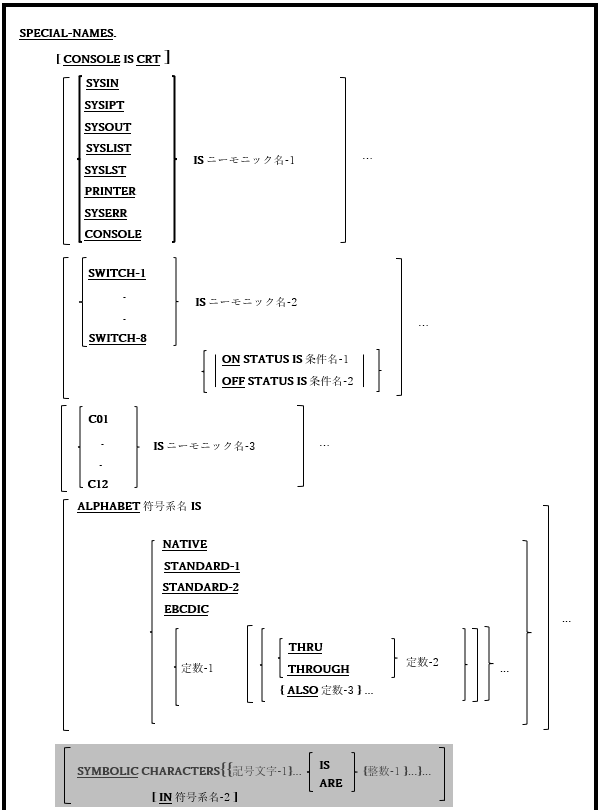 SPECIAL-NAMES.
[ CONSOLE IS CRT ]
SYSIN
SYSIPT
SYSOUT
SYSLIST
SYSLST
PRINTER
SYSERR
CONSOLE
IS ニーモニック名-1 ...
SWITCH-1
.
.
SWITCH-8
IS ニーモニック名-2
ON STATUS IS 条件名-1
OFF STATUS IS 条件名-2
...
C01
.
.
C12
IS ニーモニック名-3 ...
ALPHABET 符号系名 IS
NATIVE
STANDARD-1
STANDARD-2
EBCDIC
定数-1
THRU
THROUGH
定数-2
{ ALSO 定数-3 } ...
...
...
SYMBOLIC CHARACTERS{{記号文字-1}... { IS ARE } {整数-1 }...}...
[ IN 符号系名-2 ]